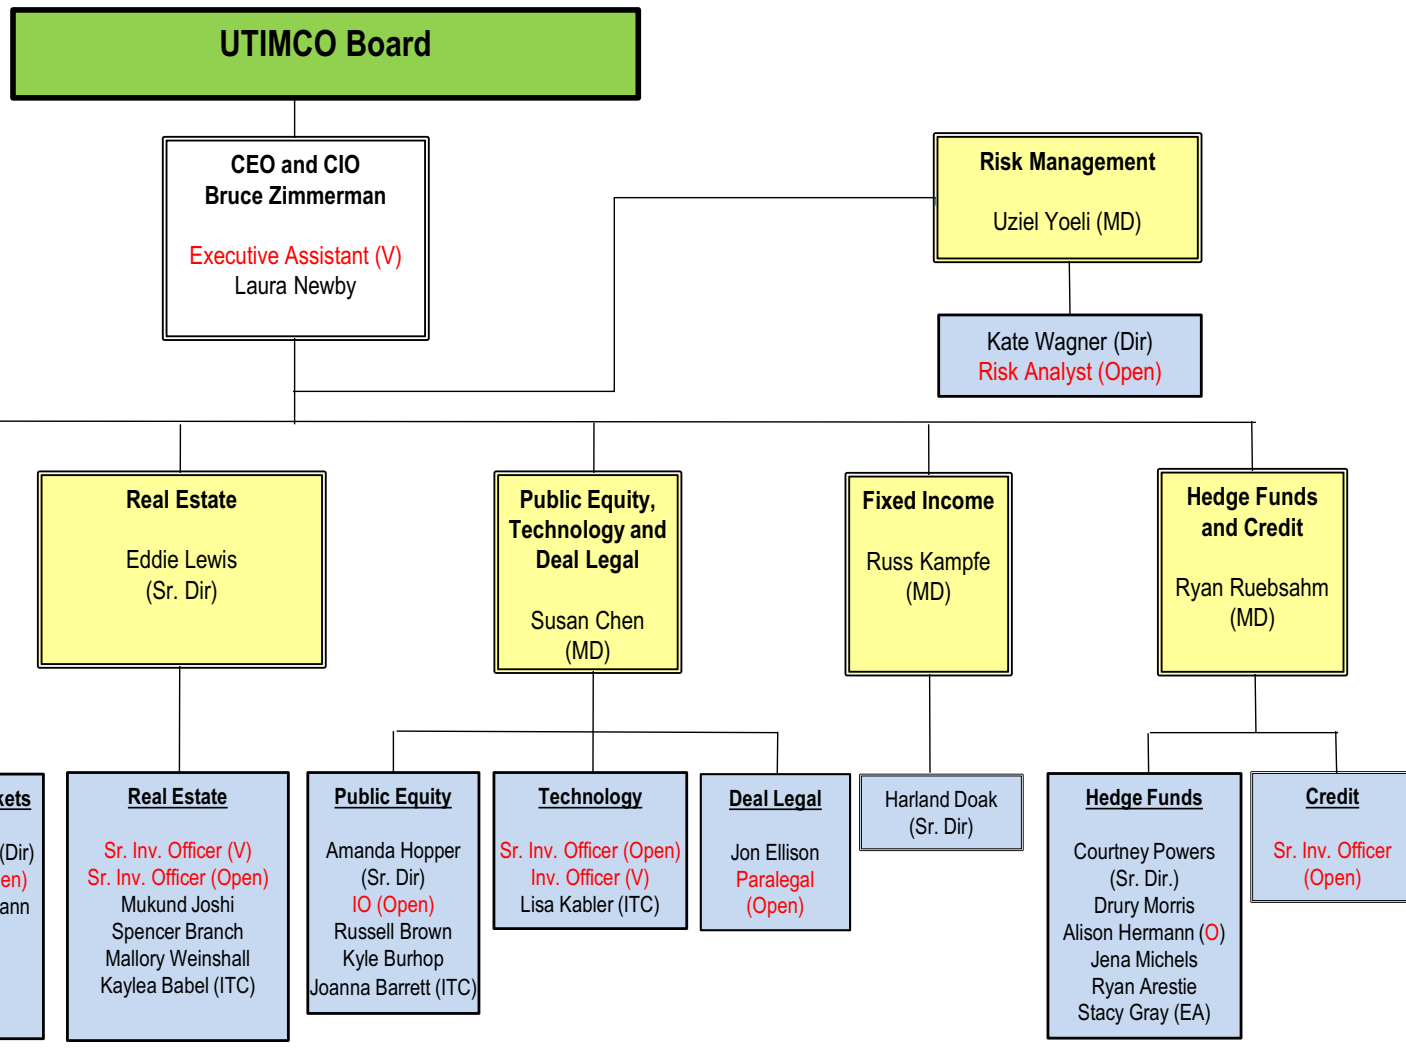 UTIMCO Board
CEO and CIO
Bruce Zimmerman
Executive Assistant (V)
Laura Newby
Risk Management
Uziel Yoeli (MD)
Kate Wagner (Dir)
Risk Analyst (Open)
Real Estate
Eddie Lewis
(Sr. Dir)
Public Equity,
Technology and
Deal Legal
Susan Chen
(MD)
Fixed Income
Russ Kampfe
(MD)
Hedge Funds
and Credit
Ryan Ruebsahm
(MD)
kets
(Dir)
en)
ann
Real Estate
Sr. Inv. Officer (V)
Sr. Inv. Officer (Open)
Mukund Joshi
Spencer Branch
Mallory Weinshall
Kaylea Babel (ITC)
Public Equity
Amanda Hopper
(Sr. Dir)
IO (Open)
Russell Brown
Kyle Burhop
Joanna Barrett (ITC)
Technology
Sr. Inv. Officer (Open)
Inv. Officer (V)
Lisa Kabler (ITC)
Deal Legal
Jon Ellison
Paralegal
(Open)
Harland Doak
(Sr. Dir)
Hedge Funds
Courtney Powers
(Sr. Dir.)
Drury Morris
Alison Hermann (O)
Jena Michels
Ryan Arestie
Stacy Gray (EA)
Credit
Sr. Inv. Officer
(Open)